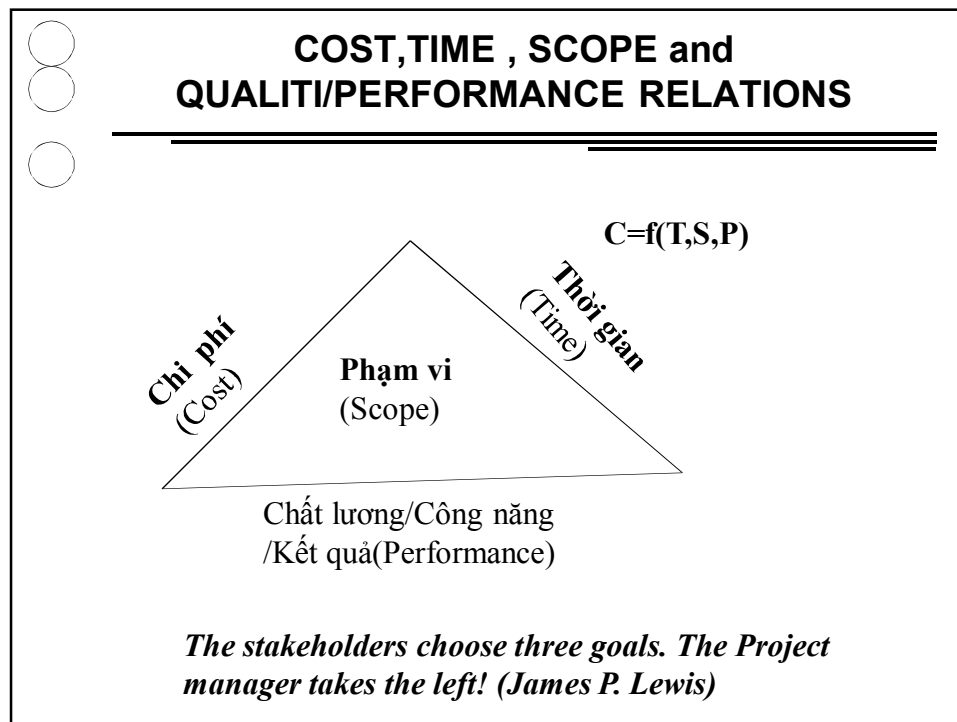 COST,TIME , SCOPE and
QUALITI/PERFORMANCE RELATIONS
C=f(T,S,P)
Chi phí
(Cost)
Thời gian
(Time)
Phạm vi
(Scope)
Chất lương/Công năng
/Kết quả(Performance)
The stakeholders choose three goals. The Project
manager takes the left! (James P. Lewis)